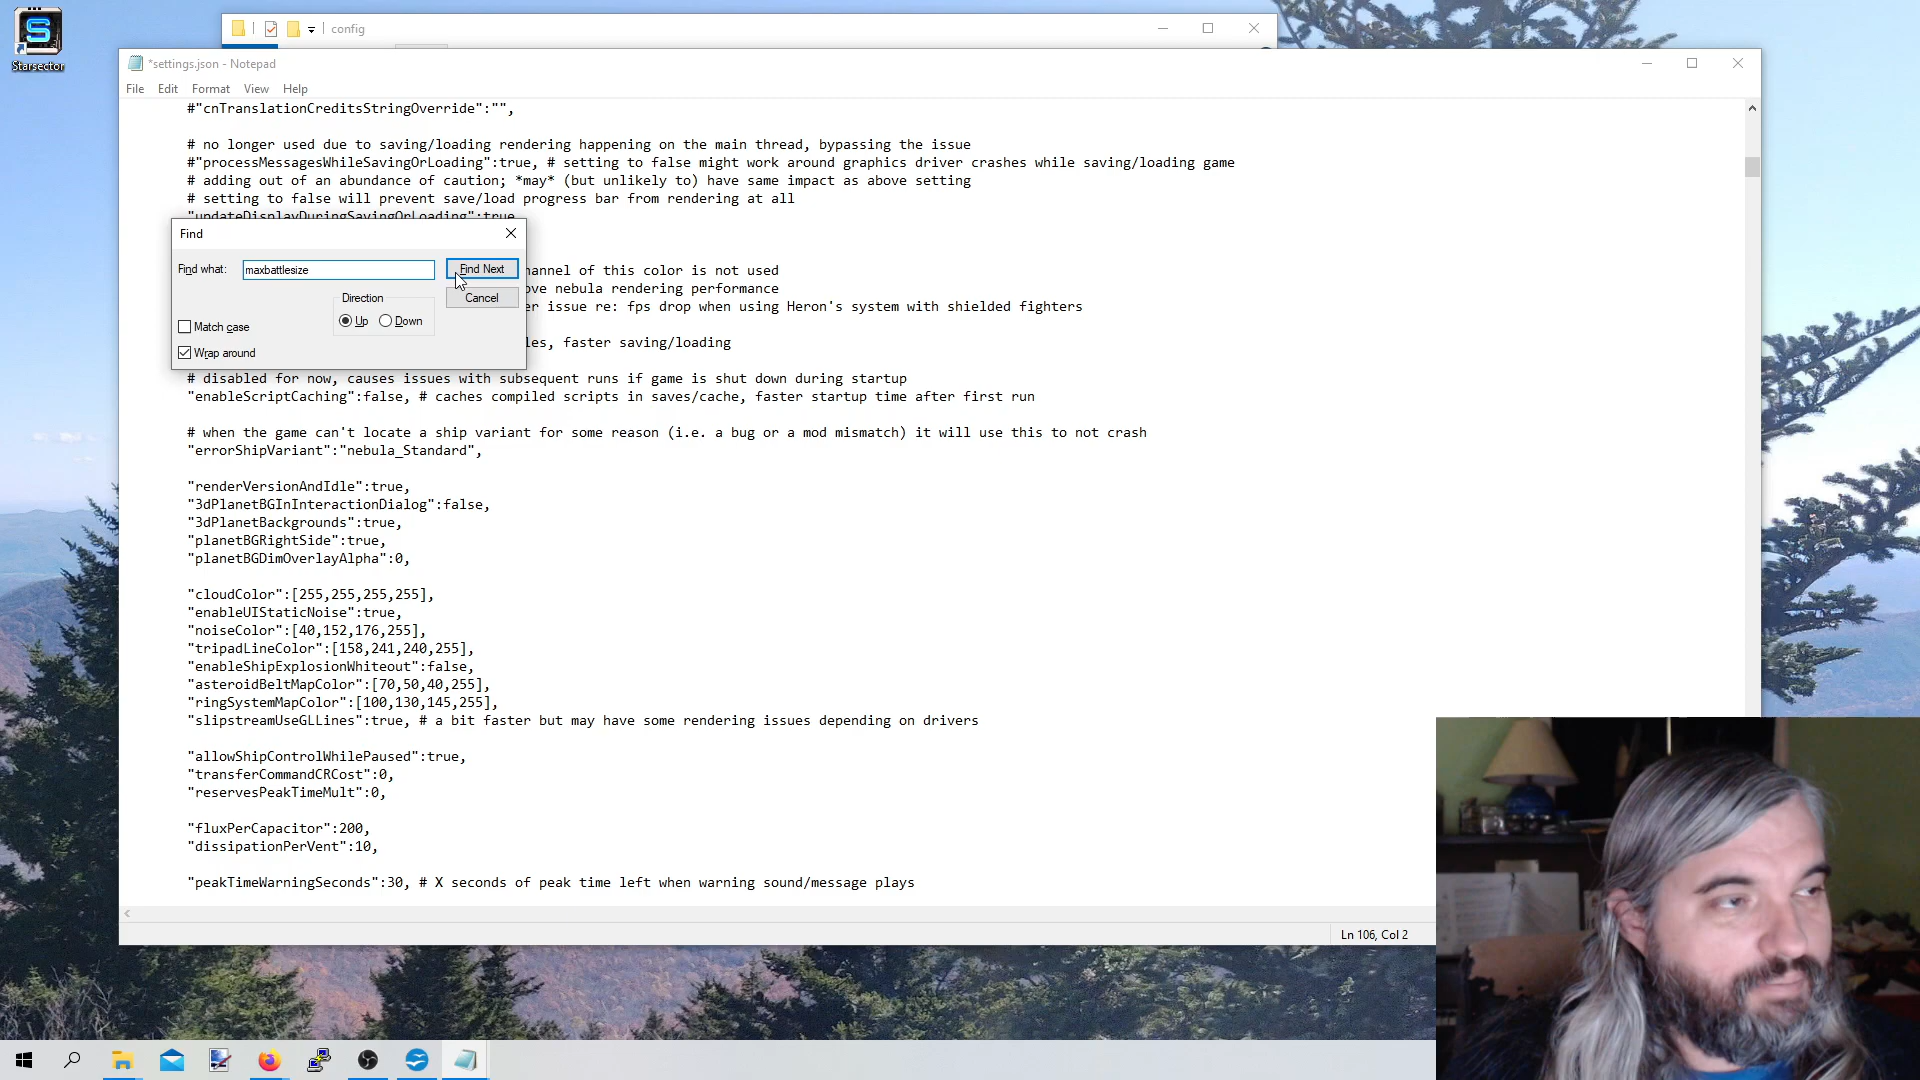 Starsector
config
*settings.json - Notepad
File Edit Format View Help
#"cnTranslationCreditsStringOverride":"",
# no longer used due to saving/loading rendering happening on the main thread, bypassing the issue
#"processMessagesWhileSavingOrLoading":true, # setting to false might work around graphics driver crashes while saving/loading game
# adding out of an abundance of caution; *may* (but unlikely to) have same impact as above setting
# setting to false will prevent save/load progress bar from rendering at all
"updateDisplayDuringSavingOrLoading":true
Find
Find what: maxbattlesize Find Next
Direction Cancel
Up Down
Match case
Wrap around
hannel of this color is not used
ove nebula rendering performance
er issue re: fps drop when using Heron's system with shielded fighters
les, faster saving/loading
# disabled for now, causes issues with subsequent runs if game is shut down during startup
"enableScriptCaching":false, # caches compiled scripts in saves/cache, faster startup time after first run
# when the game can't locate a ship variant for some reason (i.e. a bug or a mod mismatch) it will use this to not crash
"errorShipVariant":"nebula_Standard",
"renderVersionAndIdle":true,
"3dPlanetBGInInteractionDialog":false,
"3dPlanetBackgrounds":true,
"planetBGRightSide":true,
"planetBGDimOverlayAlpha":0,
"cloudColor":[255,255,255,255],
"enableUIStaticNoise":true,
"noiseColor":[40,152,176,255],
"tripadLineColor":[158,241,240,255],
"enableShipExplosionWhiteout":false,
"asteroidBeltMapColor":[70,50,40,255],
"ringSystemMapColor":[100,130,145,255],
"slipstreamUseGLLines":true, # a bit faster but may have some rendering issues depending on drivers
"allowShipControlWhilePaused":true,
"transferCommandCRCost":0,
"reservesPeakTimeMult":0,
"fluxPerCapacitor":200,
"dissipationPerVent":10,
"peakTimeWarningSeconds":30, # X seconds of peak time left when warning sound/message plays
Ln 106, Col 2